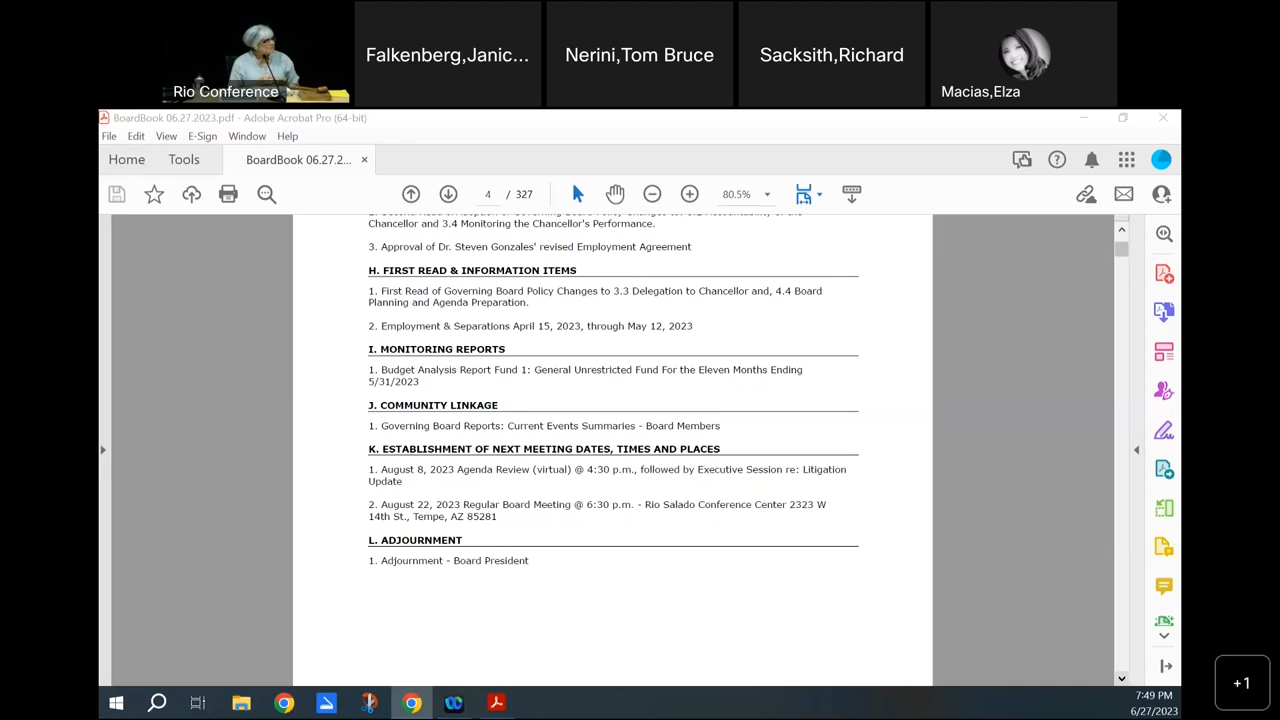 Rio Conference
Falkenberg,Janic...
Nerini,Tom Bruce
Sacksith,Richard
Macias,Elza
BoardBook 06.27.2023.pdf - Adobe Acrobat Pro (64-bit)
File Edit View E-Sign Window Help
Home Tools BoardBook 06.27.2... ×
4 / 327 80.5%
Chancellor and 3.4 Monitoring the Chancellor's Performance.
3. Approval of Dr. Steven Gonzales' revised Employment Agreement
H. FIRST READ & INFORMATION ITEMS
1. First Read of Governing Board Policy Changes to 3.3 Delegation to Chancellor and, 4.4 Board
Planning and Agenda Preparation.
2. Employment & Separations April 15, 2023, through May 12, 2023
I. MONITORING REPORTS
1. Budget Analysis Report Fund 1: General Unrestricted Fund For the Eleven Months Ending
5/31/2023
J. COMMUNITY LINKAGE
1. Governing Board Reports: Current Events Summaries - Board Members
K. ESTABLISHMENT OF NEXT MEETING DATES, TIMES AND PLACES
1. August 8, 2023 Agenda Review (virtual) @ 4:30 p.m., followed by Executive Session re: Litigation
Update
2. August 22, 2023 Regular Board Meeting @ 6:30 p.m. - Rio Salado Conference Center 2323 W
14th St., Tempe, AZ 85281
L. ADJOURNMENT
1. Adjournment - Board President
+1
7:49 PM
6/27/2023